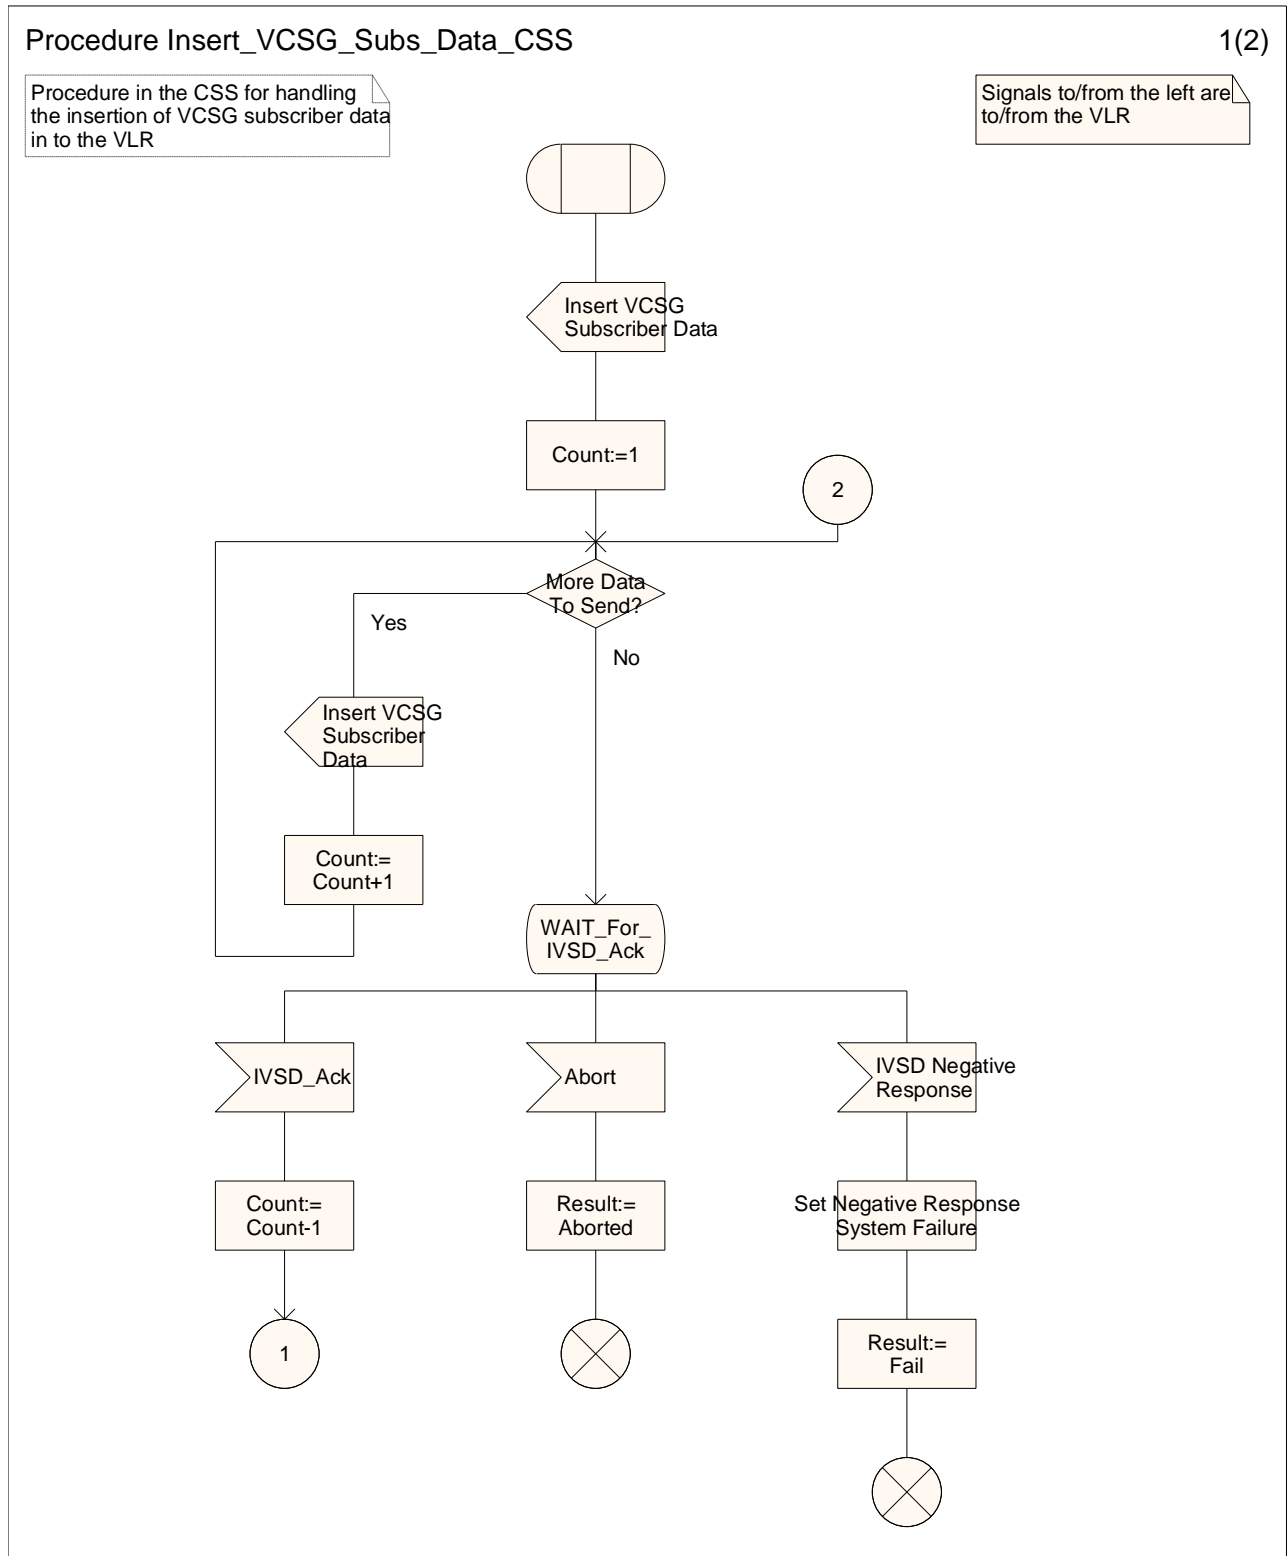 Procedure Insert_VCSG_Subs_Data_CSS
1(2)
Procedure in the CSS for handling
the insertion of VCSG subscriber data
in to the VLR
Signals to/from the left are
to/from the VLR
Insert VCSG
Subscriber Data
Count:=1
2
More Data
To Send?
Yes
No
Insert VCSG
Subscriber
Data
Count:=
Count+1
WAIT_For_
IVSD_Ack
IVSD_Ack
Abort
IVSD Negative
Response
Count:=
Count-1
Result:=
Aborted
Set Negative Response
System Failure
1
Result:=
Fail